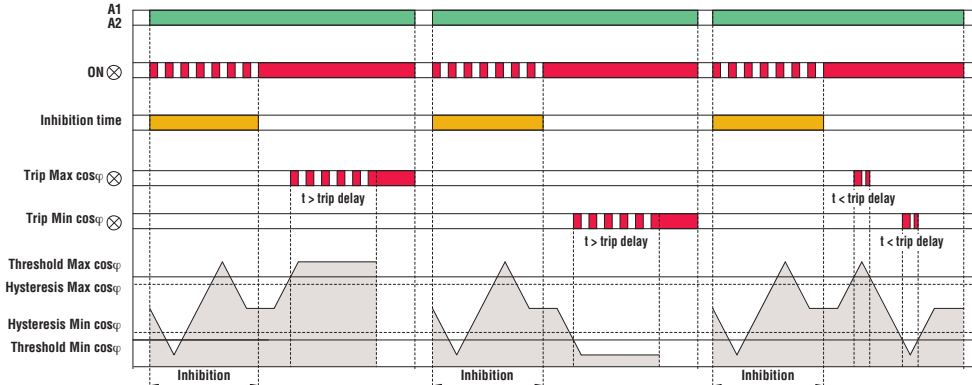 A1
A2
ON
Inhibition time
Trip Max cosφ
t > trip delay
t < trip delay
Trip Min cosφ
t > trip delay
t < trip delay
Threshold Max cosφ
Hysteresis Max cosφ
Hysteresis Min cosφ
Threshold Min cosφ
Inhibition
Inhibition
Inhibition